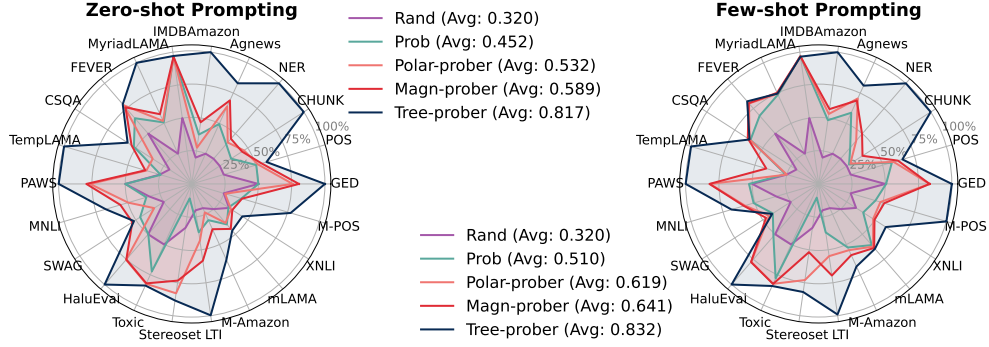 Zero-shot Prompting
IMDB
Amazon
Agnews
NER
CHUNK
POS
GED
M-POS
XNLI
mLAMA
M-Amazon
LTI
Stereoset
Toxic
HaluEval
SWAG
MNLI
PAWS
TempLAMA
CSQA
FEVER
MyriadLAMA
25%
50%
75%
100%
Rand (Avg: 0.320)
Prob (Avg: 0.452)
Polar-prober (Avg: 0.532)
Magn-prober (Avg: 0.589)
Tree-prober (Avg: 0.817)
Rand (Avg: 0.320)
Prob (Avg: 0.510)
Polar-prober (Avg: 0.619)
Magn-prober (Avg: 0.641)
Tree-prober (Avg: 0.832)
Few-shot Prompting
IMDB
Amazon
Agnews
NER
CHUNK
POS
GED
M-POS
XNLI
mLAMA
M-Amazon
LTI
Stereoset
Toxic
HaluEval
SWAG
MNLI
PAWS
TempLAMA
CSQA
FEVER
MyriadLAMA
25%
50%
75%
100%